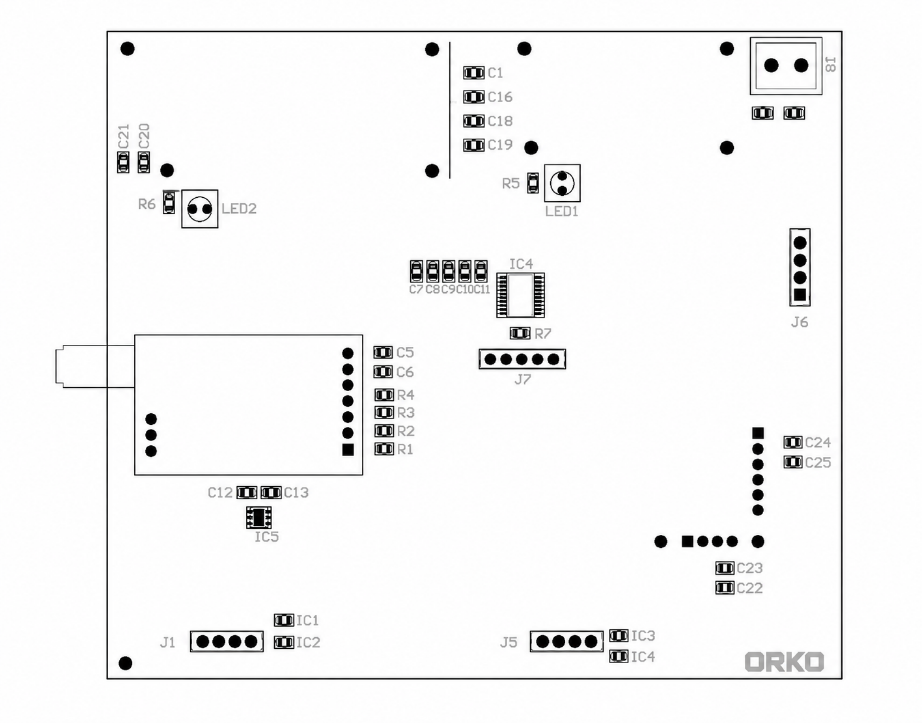 C1
C16
C18
C19
I8
C21
C20
R6
LED2
R5
LED1
IC4
C7 C8 C9 C10 C11
R7
J7
J6
C5
C6
R4
R3
R2
R1
C24
C25
C12 C13
IC5
C23
C22
J1
IC1
IC2
J5
IC3
IC4
ORKO